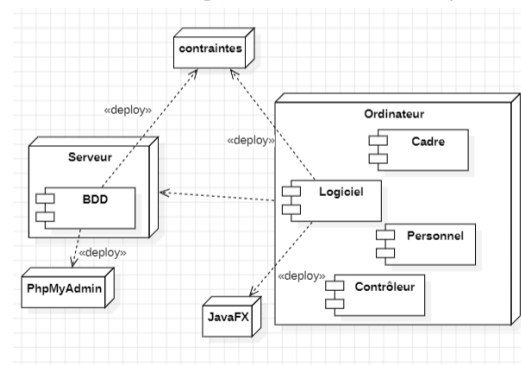 contraintes
«deploy»
Ordinateur
«deploy»
Cadre
Serveur
BDD
Logiciel
Personnel
«deploy»
«deploy»
PhpMyAdmin
Contrôleur
JavaFX